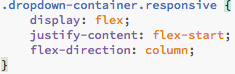 .dropdown-container.responsive {
    display: flex;
    justify-content: flex-start;
    flex-direction: column;
}